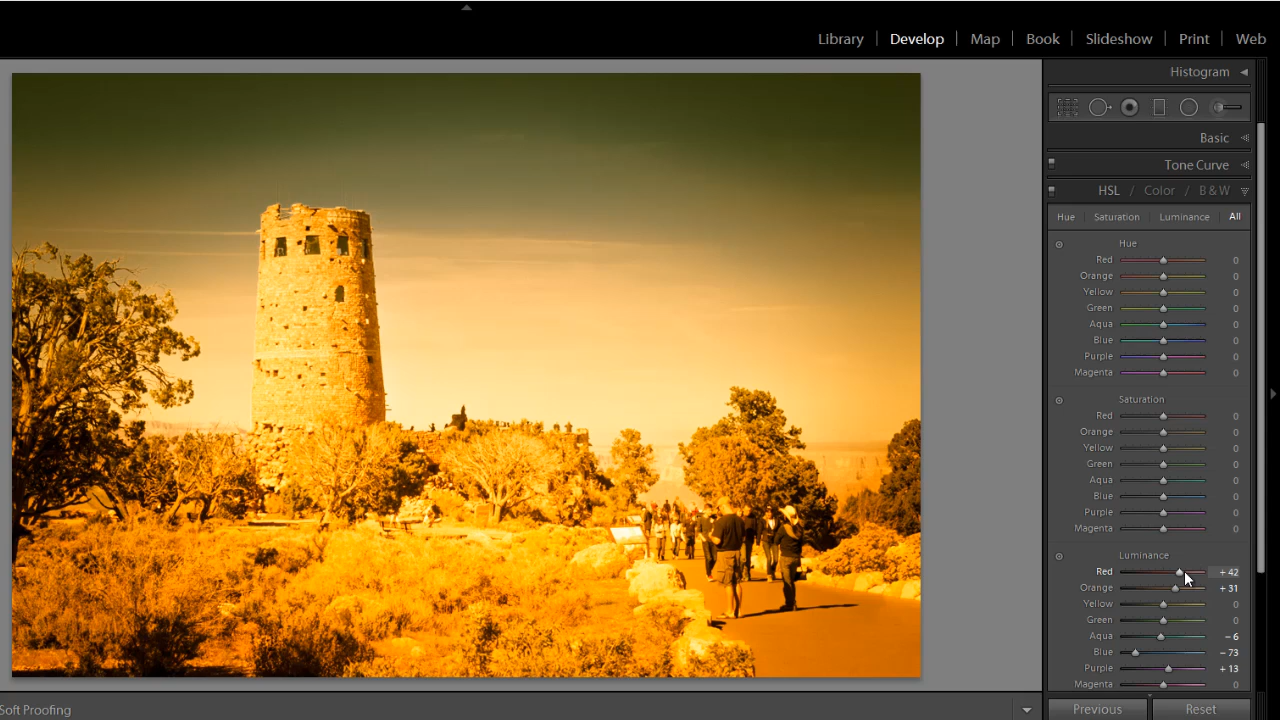 Library | Develop | Map | Book | Slideshow | Print | Web
Histogram
Basic
Tone Curve
HSL / Color / B & W
Hue Saturation Luminance All
Hue
Red 0
Orange 0
Yellow 0
Green 0
Aqua 0
Blue 0
Purple 0
Magenta 0
Saturation
Red 0
Orange 0
Yellow 0
Green 0
Aqua 0
Blue 0
Purple 0
Magenta 0
Luminance
Red + 42
Orange + 31
Yellow 0
Green 0
Aqua – 6
Blue – 73
Purple + 13
Magenta 0
Soft Proofing
Previous Reset